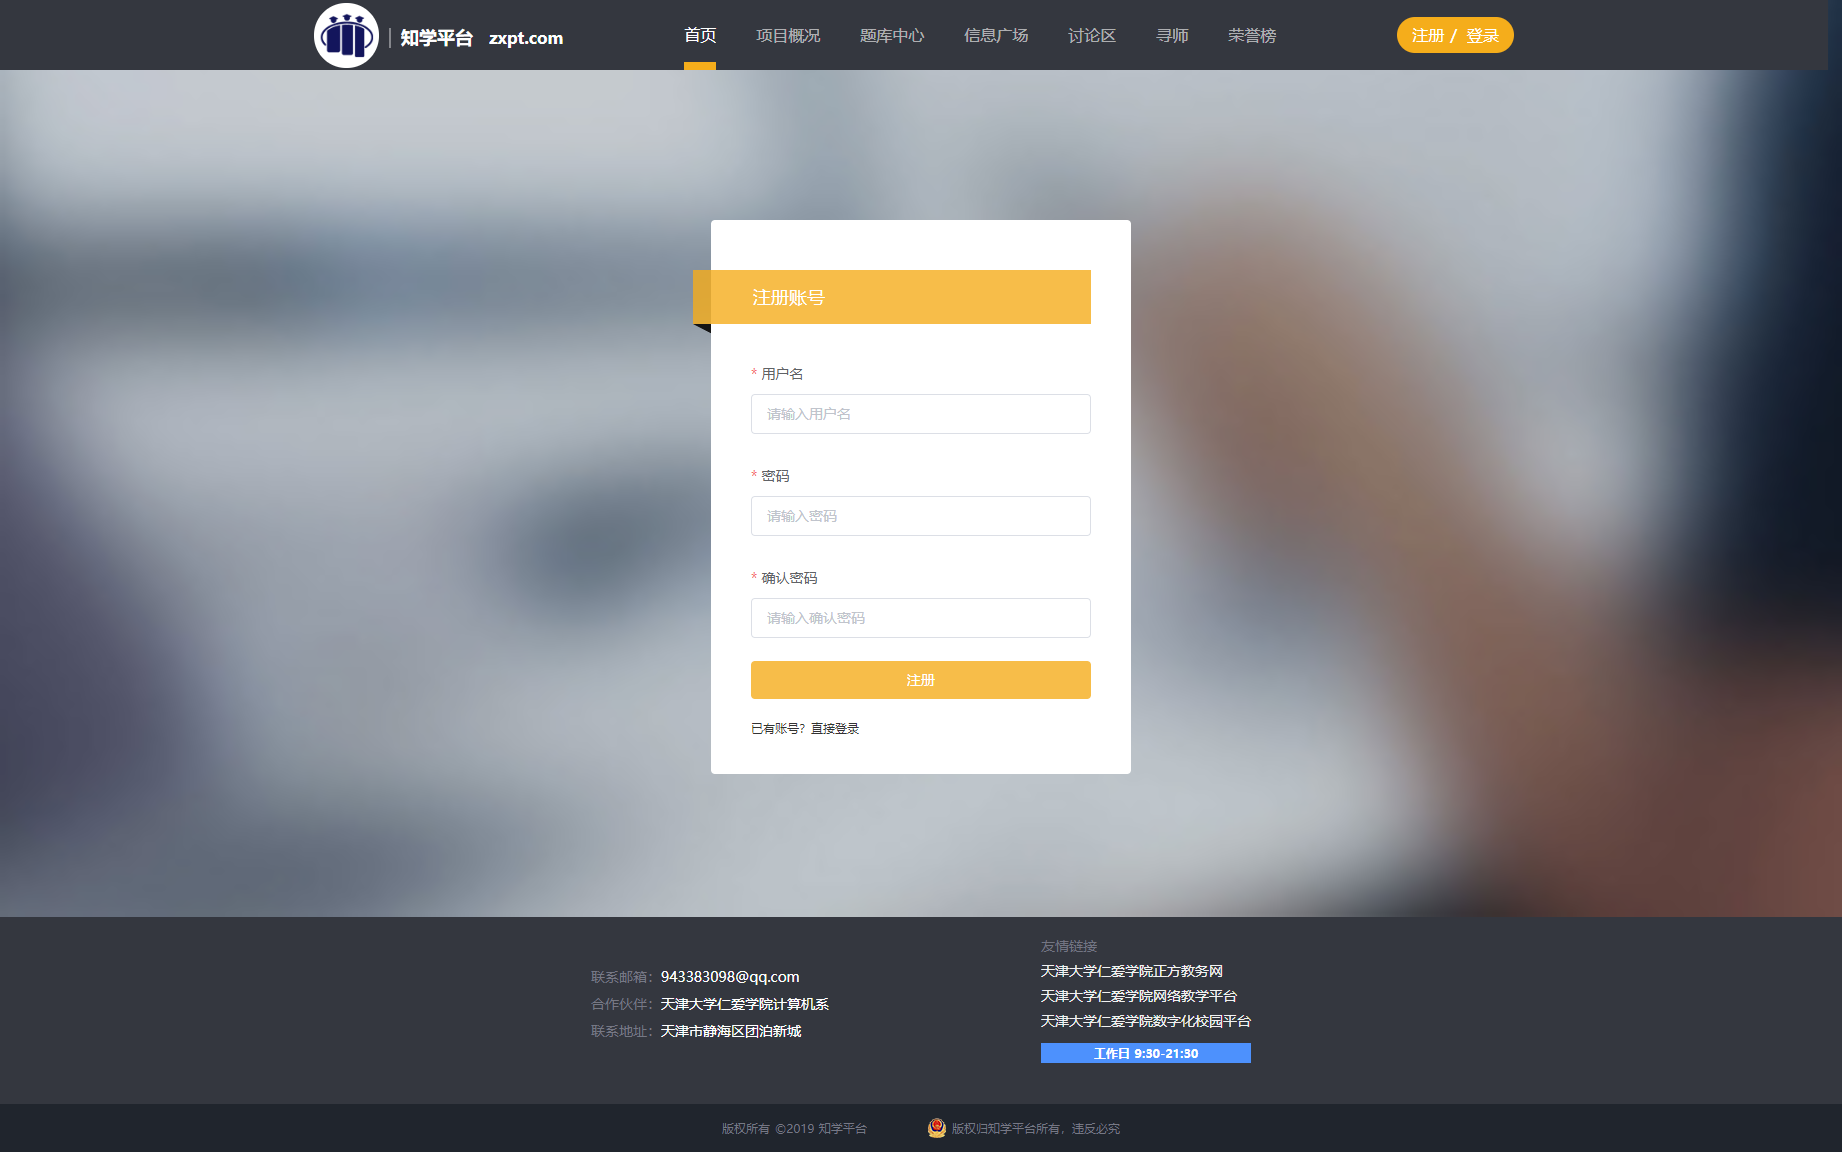 知学平台 zxpt.com
首页 项目概况 题库中心 信息广场 讨论区 寻师 荣誉榜
注册 / 登录
注册账号
* 用户名
请输入用户名
* 密码
请输入密码
* 确认密码
请输入确认密码
注册
已有账号？直接登录
联系邮箱：943383098@qq.com
合作伙伴：天津大学仁爱学院计算机系
联系地址：天津市静海区团泊新城
友情链接
天津大学仁爱学院正方教务网
天津大学仁爱学院网络教学平台
天津大学仁爱学院数字化校园平台
工作日 9:30-21:30
版权所有 ©2019 知学平台
版权归知学平台所有，违反必究